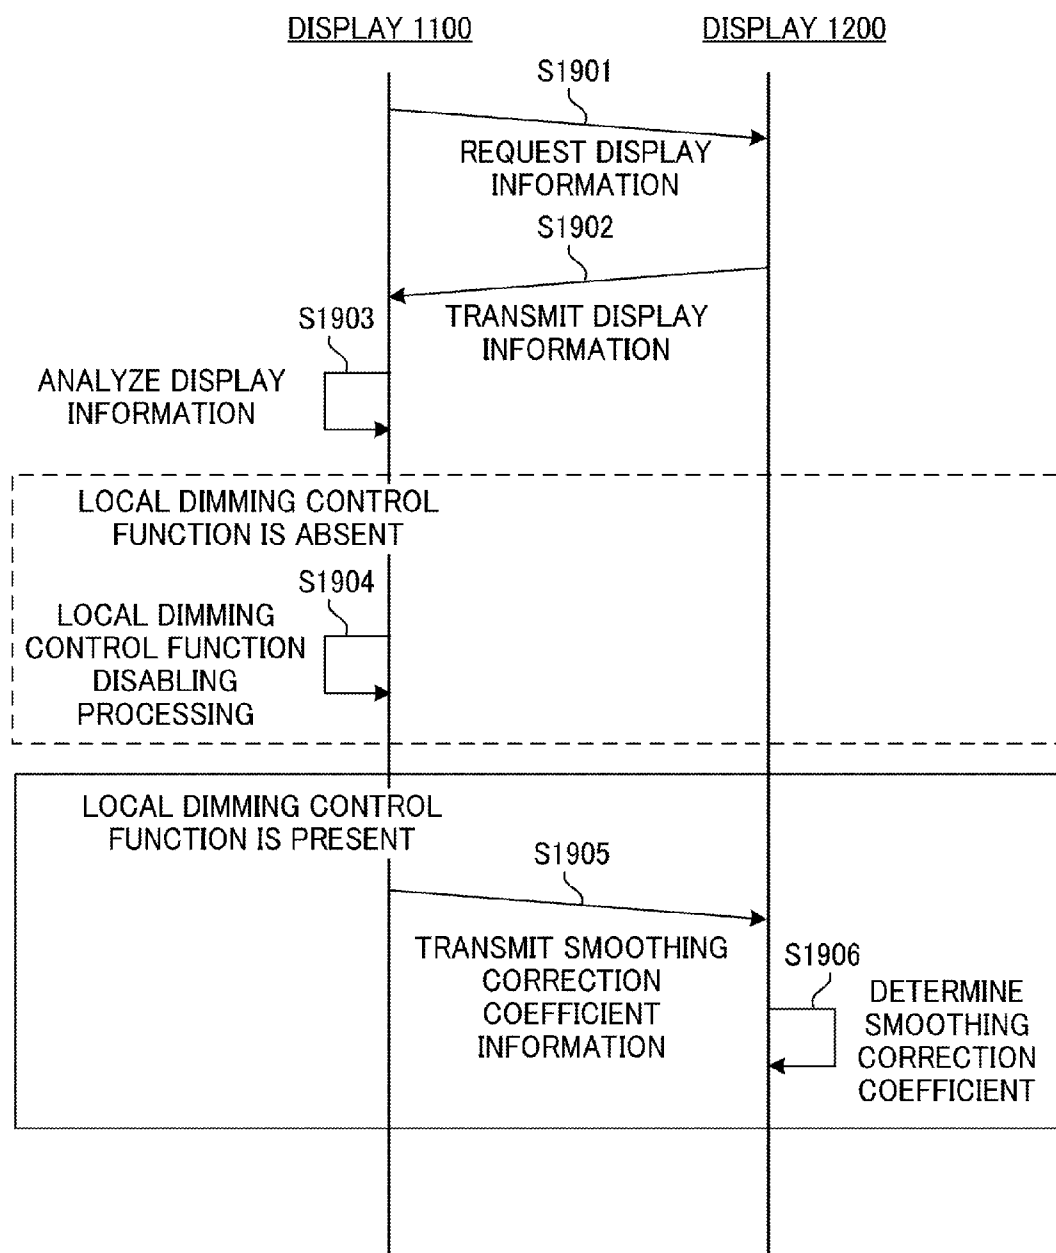 DISPLAY 1100
DISPLAY 1200
S1901
REQUEST DISPLAY
INFORMATION
S1902
TRANSMIT DISPLAY
INFORMATION
S1903
ANALYZE DISPLAY
INFORMATION
LOCAL DIMMING CONTROL
FUNCTION IS ABSENT
S1904
LOCAL DIMMING
CONTROL FUNCTION
DISABLING
PROCESSING
LOCAL DIMMING CONTROL
FUNCTION IS PRESENT
S1905
TRANSMIT SMOOTHING
CORRECTION
COEFFICIENT
INFORMATION
S1906
DETERMINE
SMOOTHING
CORRECTION
COEFFICIENT